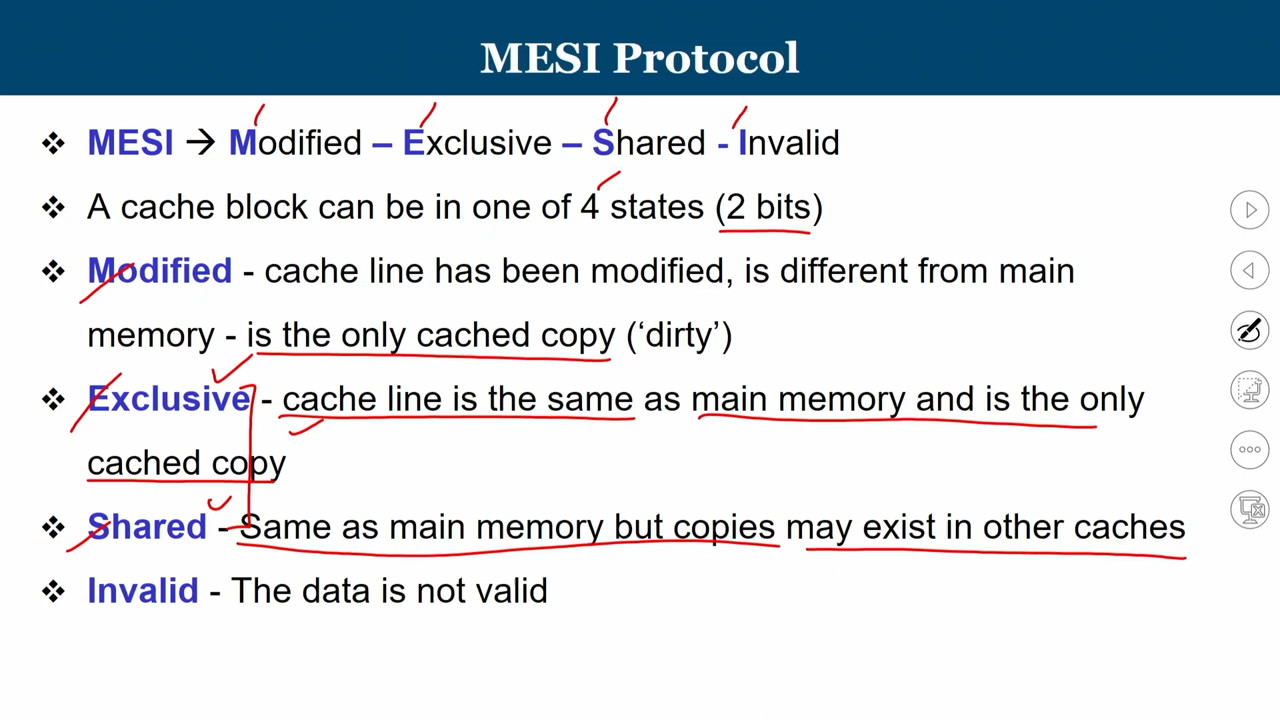 MESI Protocol
❖ MESI → Modified – Exclusive – Shared - Invalid
❖ A cache block can be in one of 4 states (2 bits)
❖ Modified - cache line has been modified, is different from main
memory - is the only cached copy (‘dirty’)
❖ Exclusive - cache line is the same as main memory and is the only
cached copy
❖ Shared - Same as main memory but copies may exist in other caches
❖ Invalid - The data is not valid